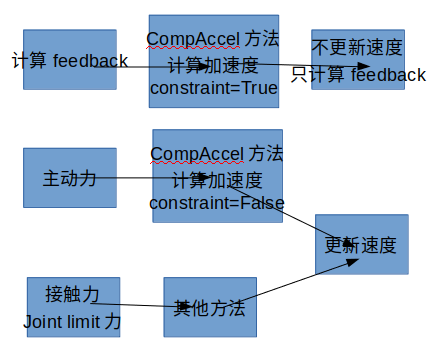 计算 feedback
CompAccel 方法
计算加速度
constraint=True
不更新速度
只计算 feedback
主动力
CompAccel 方法
计算加速度
constraint=False
更新速度
接触力
Joint limit 力
其他方法